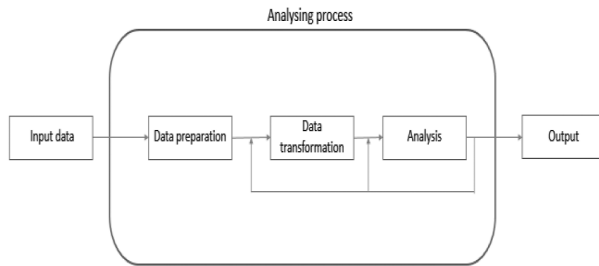 Analysing process
Input data
Data preparation
Data
transformation
Analysis
Output